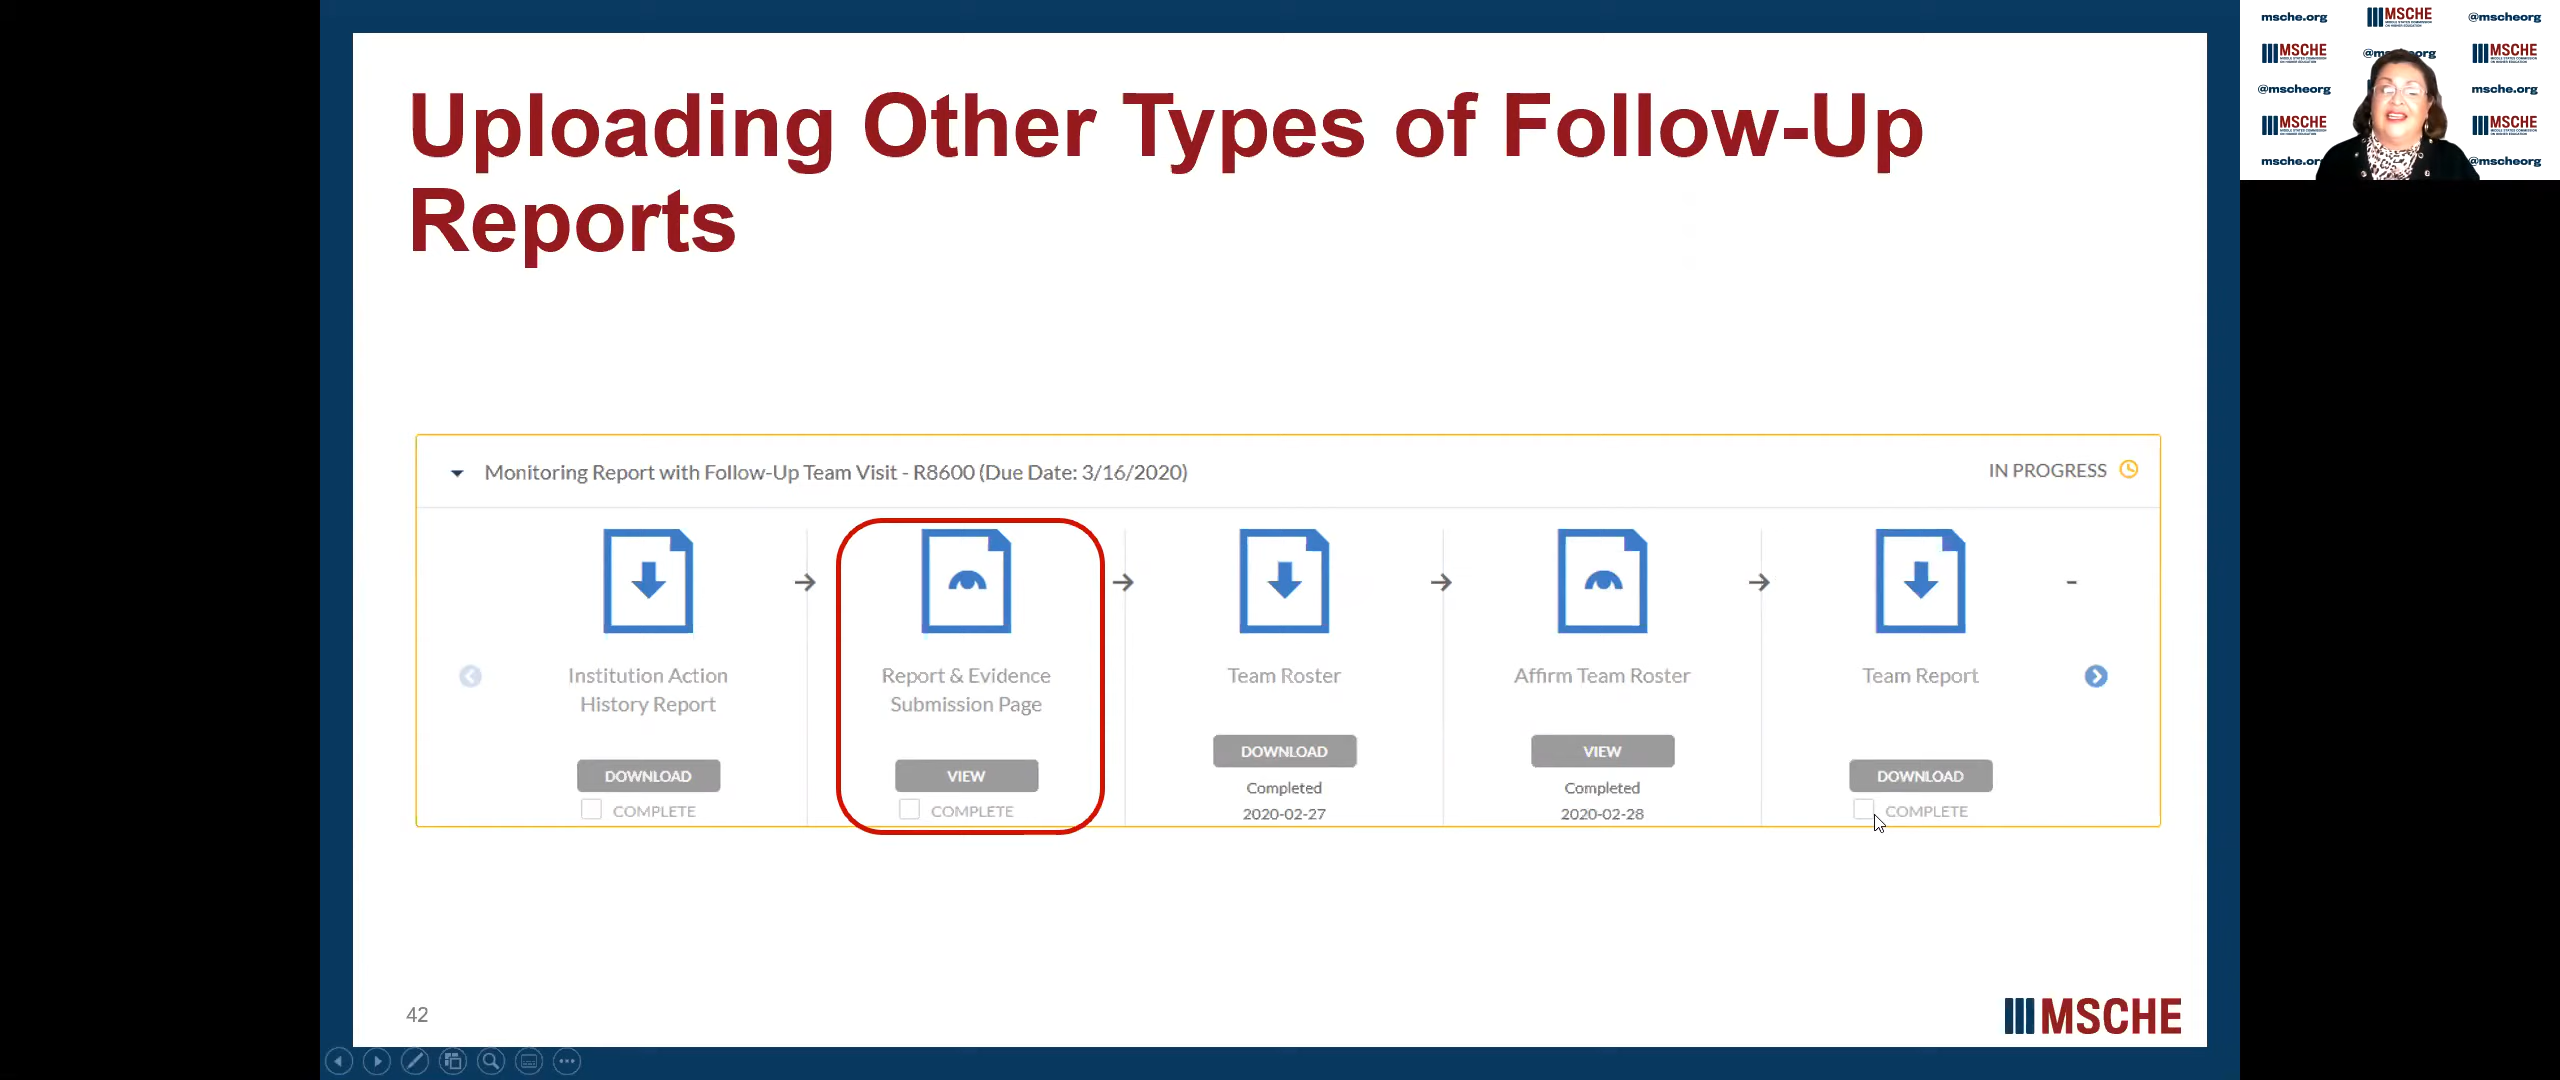 Uploading Other Types of Follow-Up
Reports
Monitoring Report with Follow-Up Team Visit - R8600 (Due Date: 3/16/2020)
IN PROGRESS
Institution Action
History Report
DOWNLOAD
COMPLETE
Report & Evidence
Submission Page
VIEW
COMPLETE
Team Roster
DOWNLOAD
Completed
2020-02-27
Affirm Team Roster
VIEW
Completed
2020-02-28
Team Report
DOWNLOAD
COMPLETE
42
MSCHE
msche.org
MSCHE
@mscheorg
MSCHE
MSCHE
@mscheorg
msche.org
MSCHE
MSCHE
@mscheorg